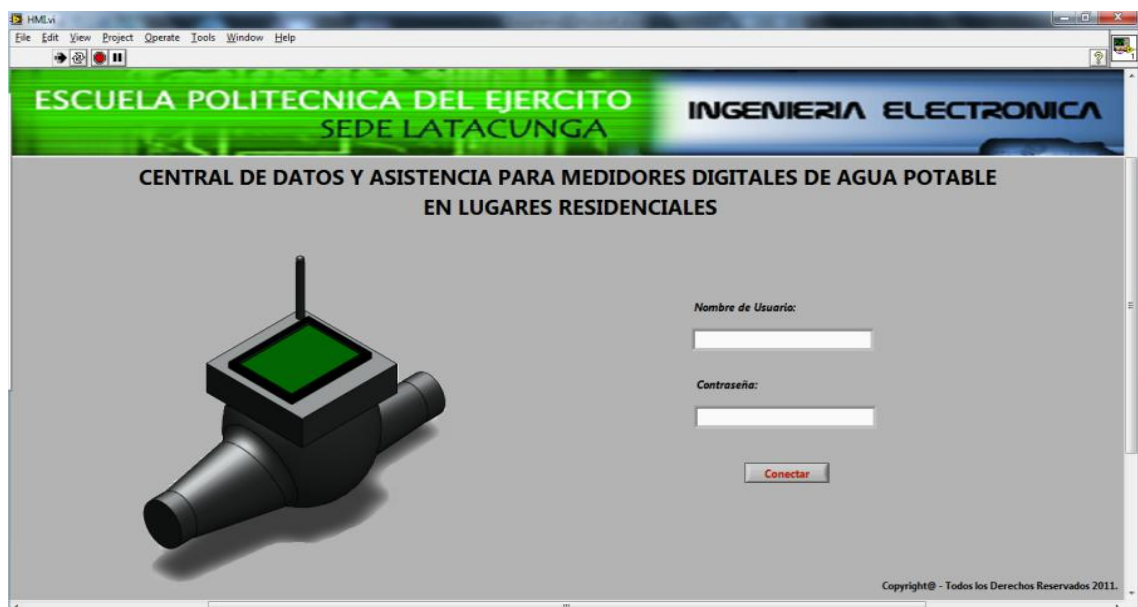 HMI.vi
File Edit View Project Operate Tools Window Help
ESCUELA POLITECNICA DEL EJERCITO
SEDE LATACUNGA
INGENIERIA ELECTRONICA
CENTRAL DE DATOS Y ASISTENCIA PARA MEDIDORES DIGITALES DE AGUA POTABLE
EN LUGARES RESIDENCIALES
Nombre de Usuario:
Contraseña:
Conectar
Copyright@ - Todos los Derechos Reservados 2011.